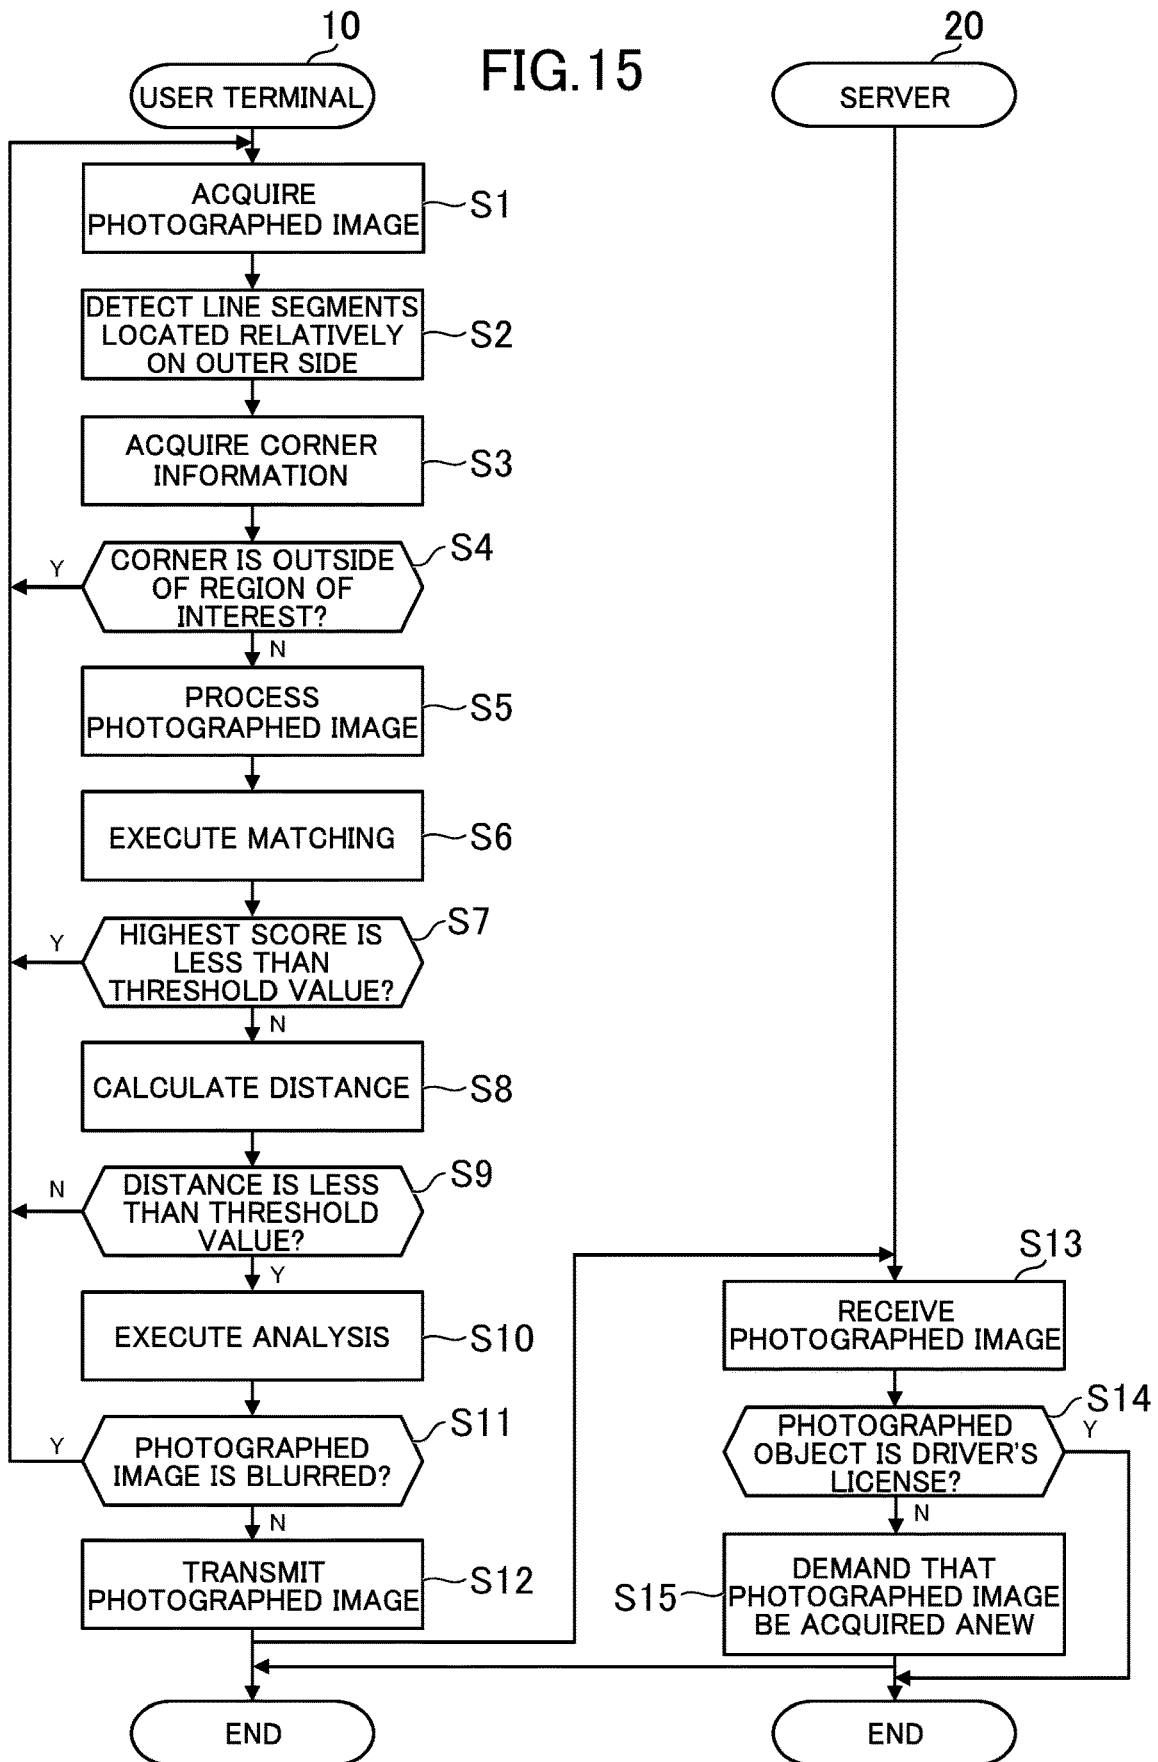 10
FIG.15
20
USER TERMINAL
SERVER
ACQUIRE
PHOTOGRAPHED IMAGE
S1
DETECT LINE SEGMENTS
LOCATED RELATIVELY
ON OUTER SIDE
S2
ACQUIRE CORNER
INFORMATION
S3
CORNER IS OUTSIDE
OF REGION OF
INTEREST?
S4
Y
N
PROCESS
PHOTOGRAPHED IMAGE
S5
EXECUTE MATCHING
S6
HIGHEST SCORE IS
LESS THAN
THRESHOLD VALUE?
S7
Y
N
CALCULATE DISTANCE
S8
DISTANCE IS LESS
THAN THRESHOLD
VALUE?
S9
N
Y
EXECUTE ANALYSIS
S10
PHOTOGRAPHED
IMAGE IS BLURRED?
S11
Y
N
TRANSMIT
PHOTOGRAPHED IMAGE
S12
END
S13
RECEIVE
PHOTOGRAPHED IMAGE
S14
PHOTOGRAPHED
OBJECT IS DRIVER'S
LICENSE?
Y
N
S15
DEMAND THAT
PHOTOGRAPHED IMAGE
BE ACQUIRED ANEW
END